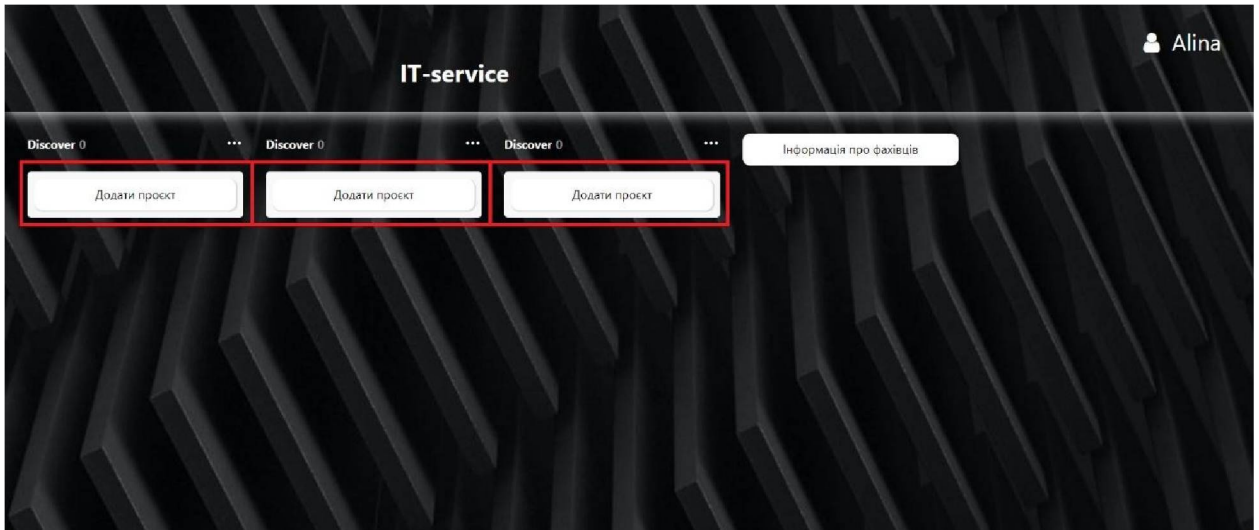 Alina
IT-service
Discover 0
Discover 0
Discover 0
Інформація про фахівців
Додати проєкт
Додати проєкт
Додати проєкт